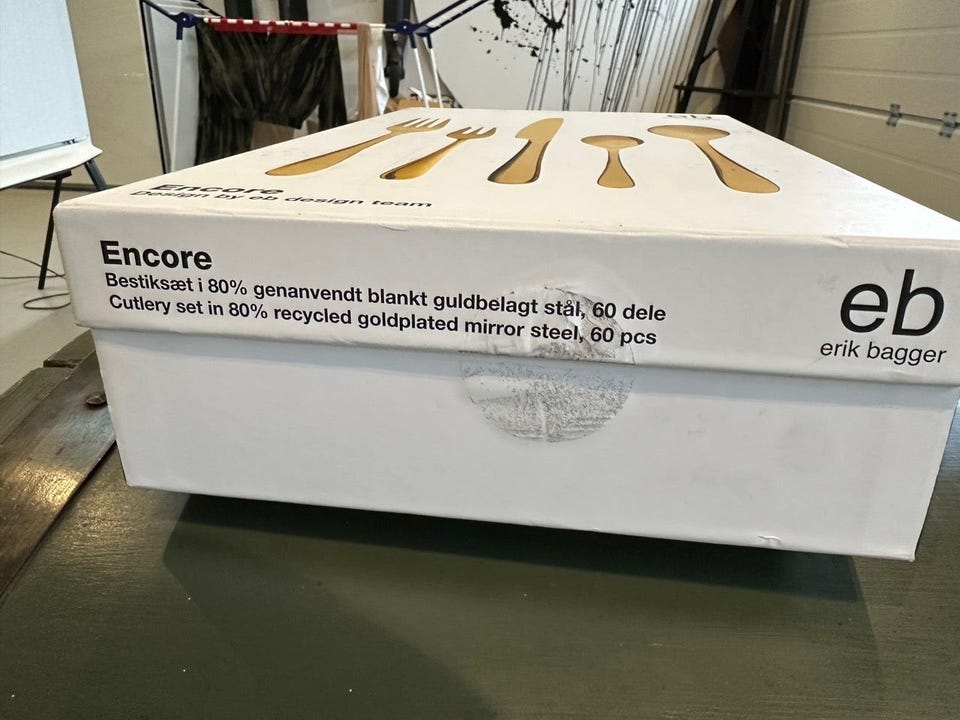 eb
Encore
Design by eb design team
Encore
Bestiksæt i 80% genanvendt blankt guldbelagt stål, 60 dele
Cutlery set in 80% recycled goldplated mirror steel, 60 pcs
eb
erik bagger